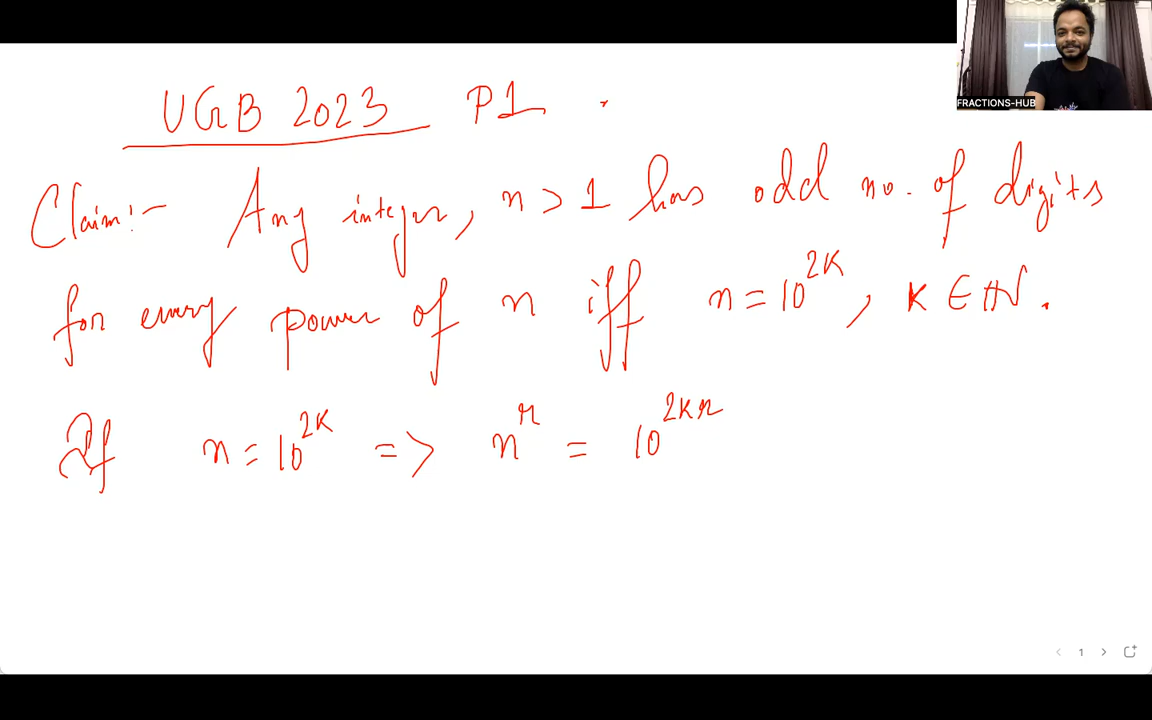 UGB 2023 P1 .
FRACTIONS-HUB
Claim:- Any integer, n > 1 has odd no. of digits
for every power of n iff n = 10^{2K}, K ∈ ℕ.
If n = 10^{2K} => n^r = 10^{2Kr}
1